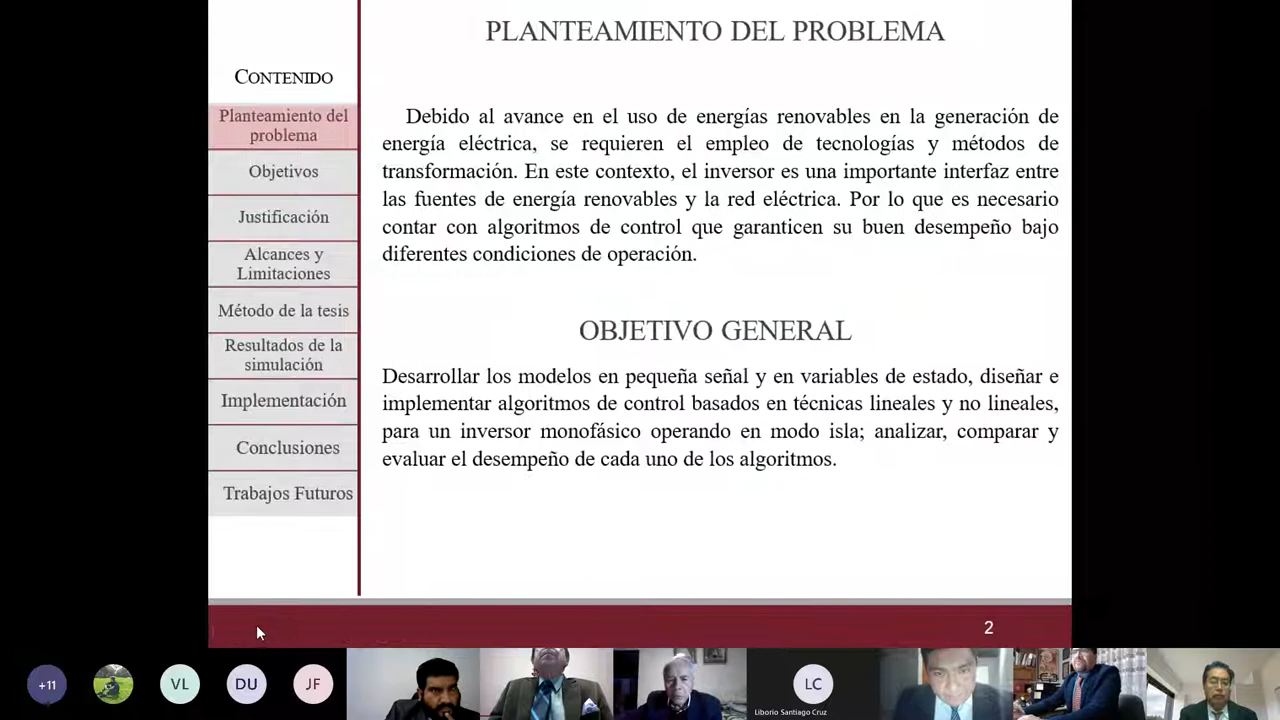 PLANTEAMIENTO DEL PROBLEMA
CONTENIDO
Planteamiento del
problema
Objetivos
Justificación
Alcances y
Limitaciones
Método de la tesis
Resultados de la
simulación
Implementación
Conclusiones
Trabajos Futuros
Debido al avance en el uso de energías renovables en la generación de
energía eléctrica, se requieren el empleo de tecnologías y métodos de
transformación. En este contexto, el inversor es una importante interfaz entre
las fuentes de energía renovables y la red eléctrica. Por lo que es necesario
contar con algoritmos de control que garanticen su buen desempeño bajo
diferentes condiciones de operación.
OBJETIVO GENERAL
Desarrollar los modelos en pequeña señal y en variables de estado, diseñar e
implementar algoritmos de control basados en técnicas lineales y no lineales,
para un inversor monofásico operando en modo isla; analizar, comparar y
evaluar el desempeño de cada uno de los algoritmos.
2
+11
VL
DU
JF
LC
Liborio Santiago Cruz